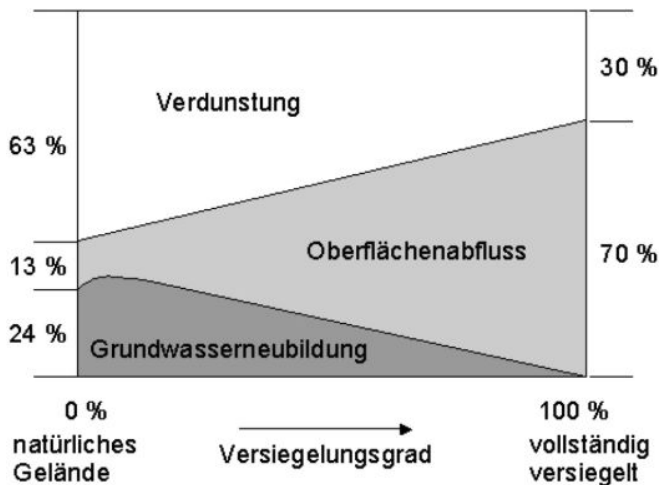 30 %
Verdunstung
63 %
13 %
Oberflächenabfluss
70 %
24 %
Grundwasserneubildung
0 %
100 %
natürliches
Gelände
Versiegelungsgrad
vollständig
versiegelt